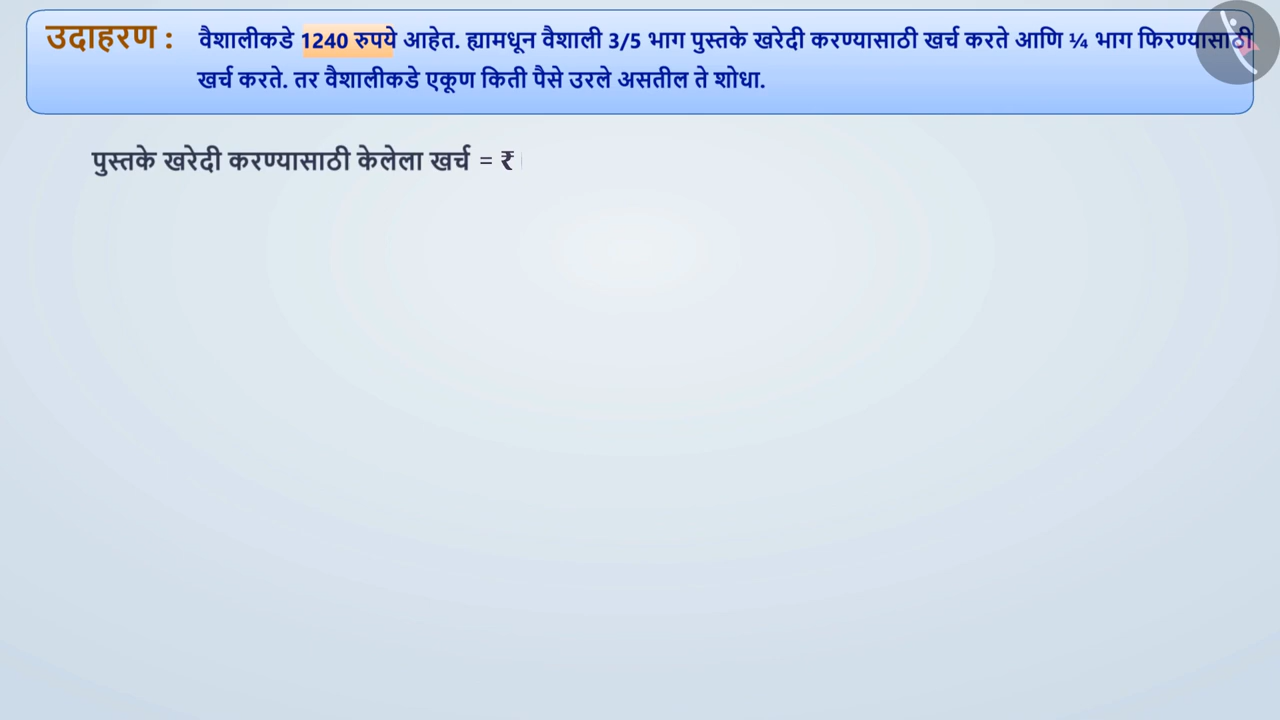 उदाहरण : वैशालीकडे 1240 रुपये आहेत. ह्यामधून वैशाली 3/5 भाग पुस्तके खरेदी करण्यासाठी खर्च करते आणि ¼ भाग फिरण्यासाठी
खर्च करते. तर वैशालीकडे एकूण किती पैसे उरले असतील ते शोधा.
पुस्तके खरेदी करण्यासाठी केलेला खर्च = ₹